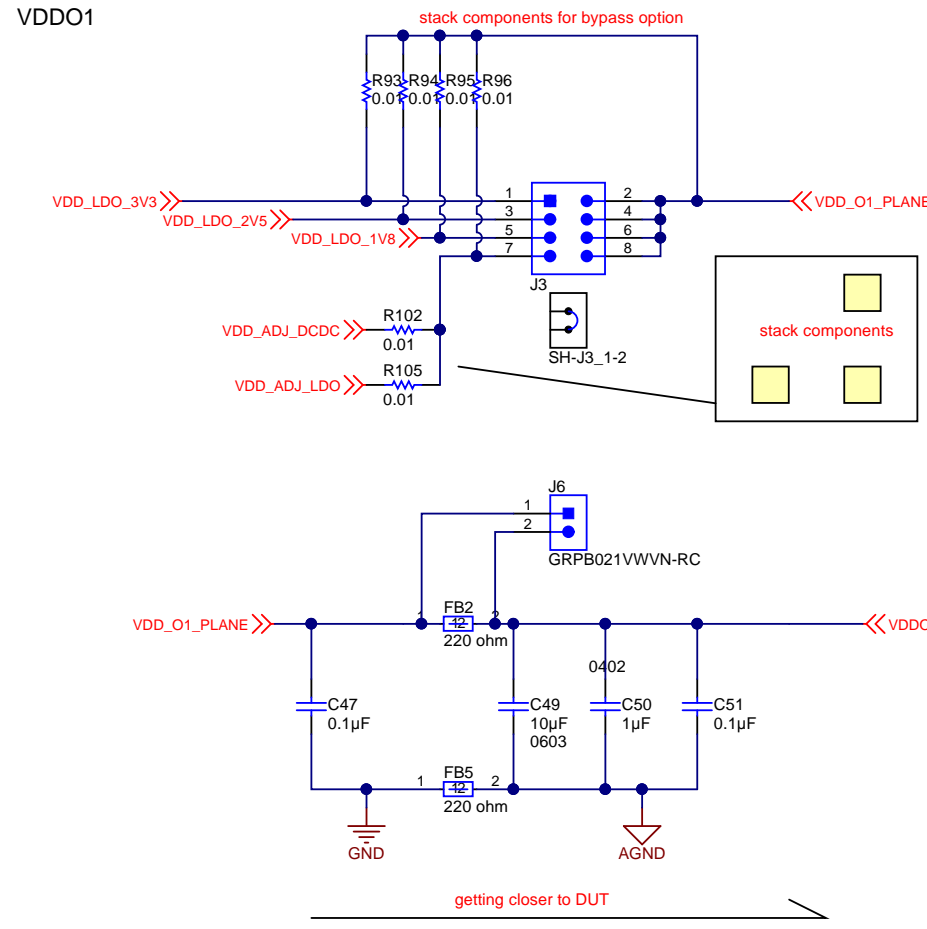 VDDO1
stack components for bypass option
R93 R94 R95 R96
0.01 0.01 0.01 0.01
VDD_LDO_3V3
VDD_LDO_2V5
VDD_LDO_1V8
1 2
3 4
5 6
7 8
VDD_O1_PLANE
J3
SH-J3_1-2
VDD_ADJ_DCDC
R102
0.01
VDD_ADJ_LDO
R105
0.01
stack components
J6
1
2
GRPB021VWVN-RC
VDD_O1_PLANE
1 FB2 2
12
220 ohm
VDDO
0402
C47
0.1µF
C49
10µF
0603
C50
1µF
C51
0.1µF
1 FB5 2
12
220 ohm
GND
AGND
getting closer to DUT